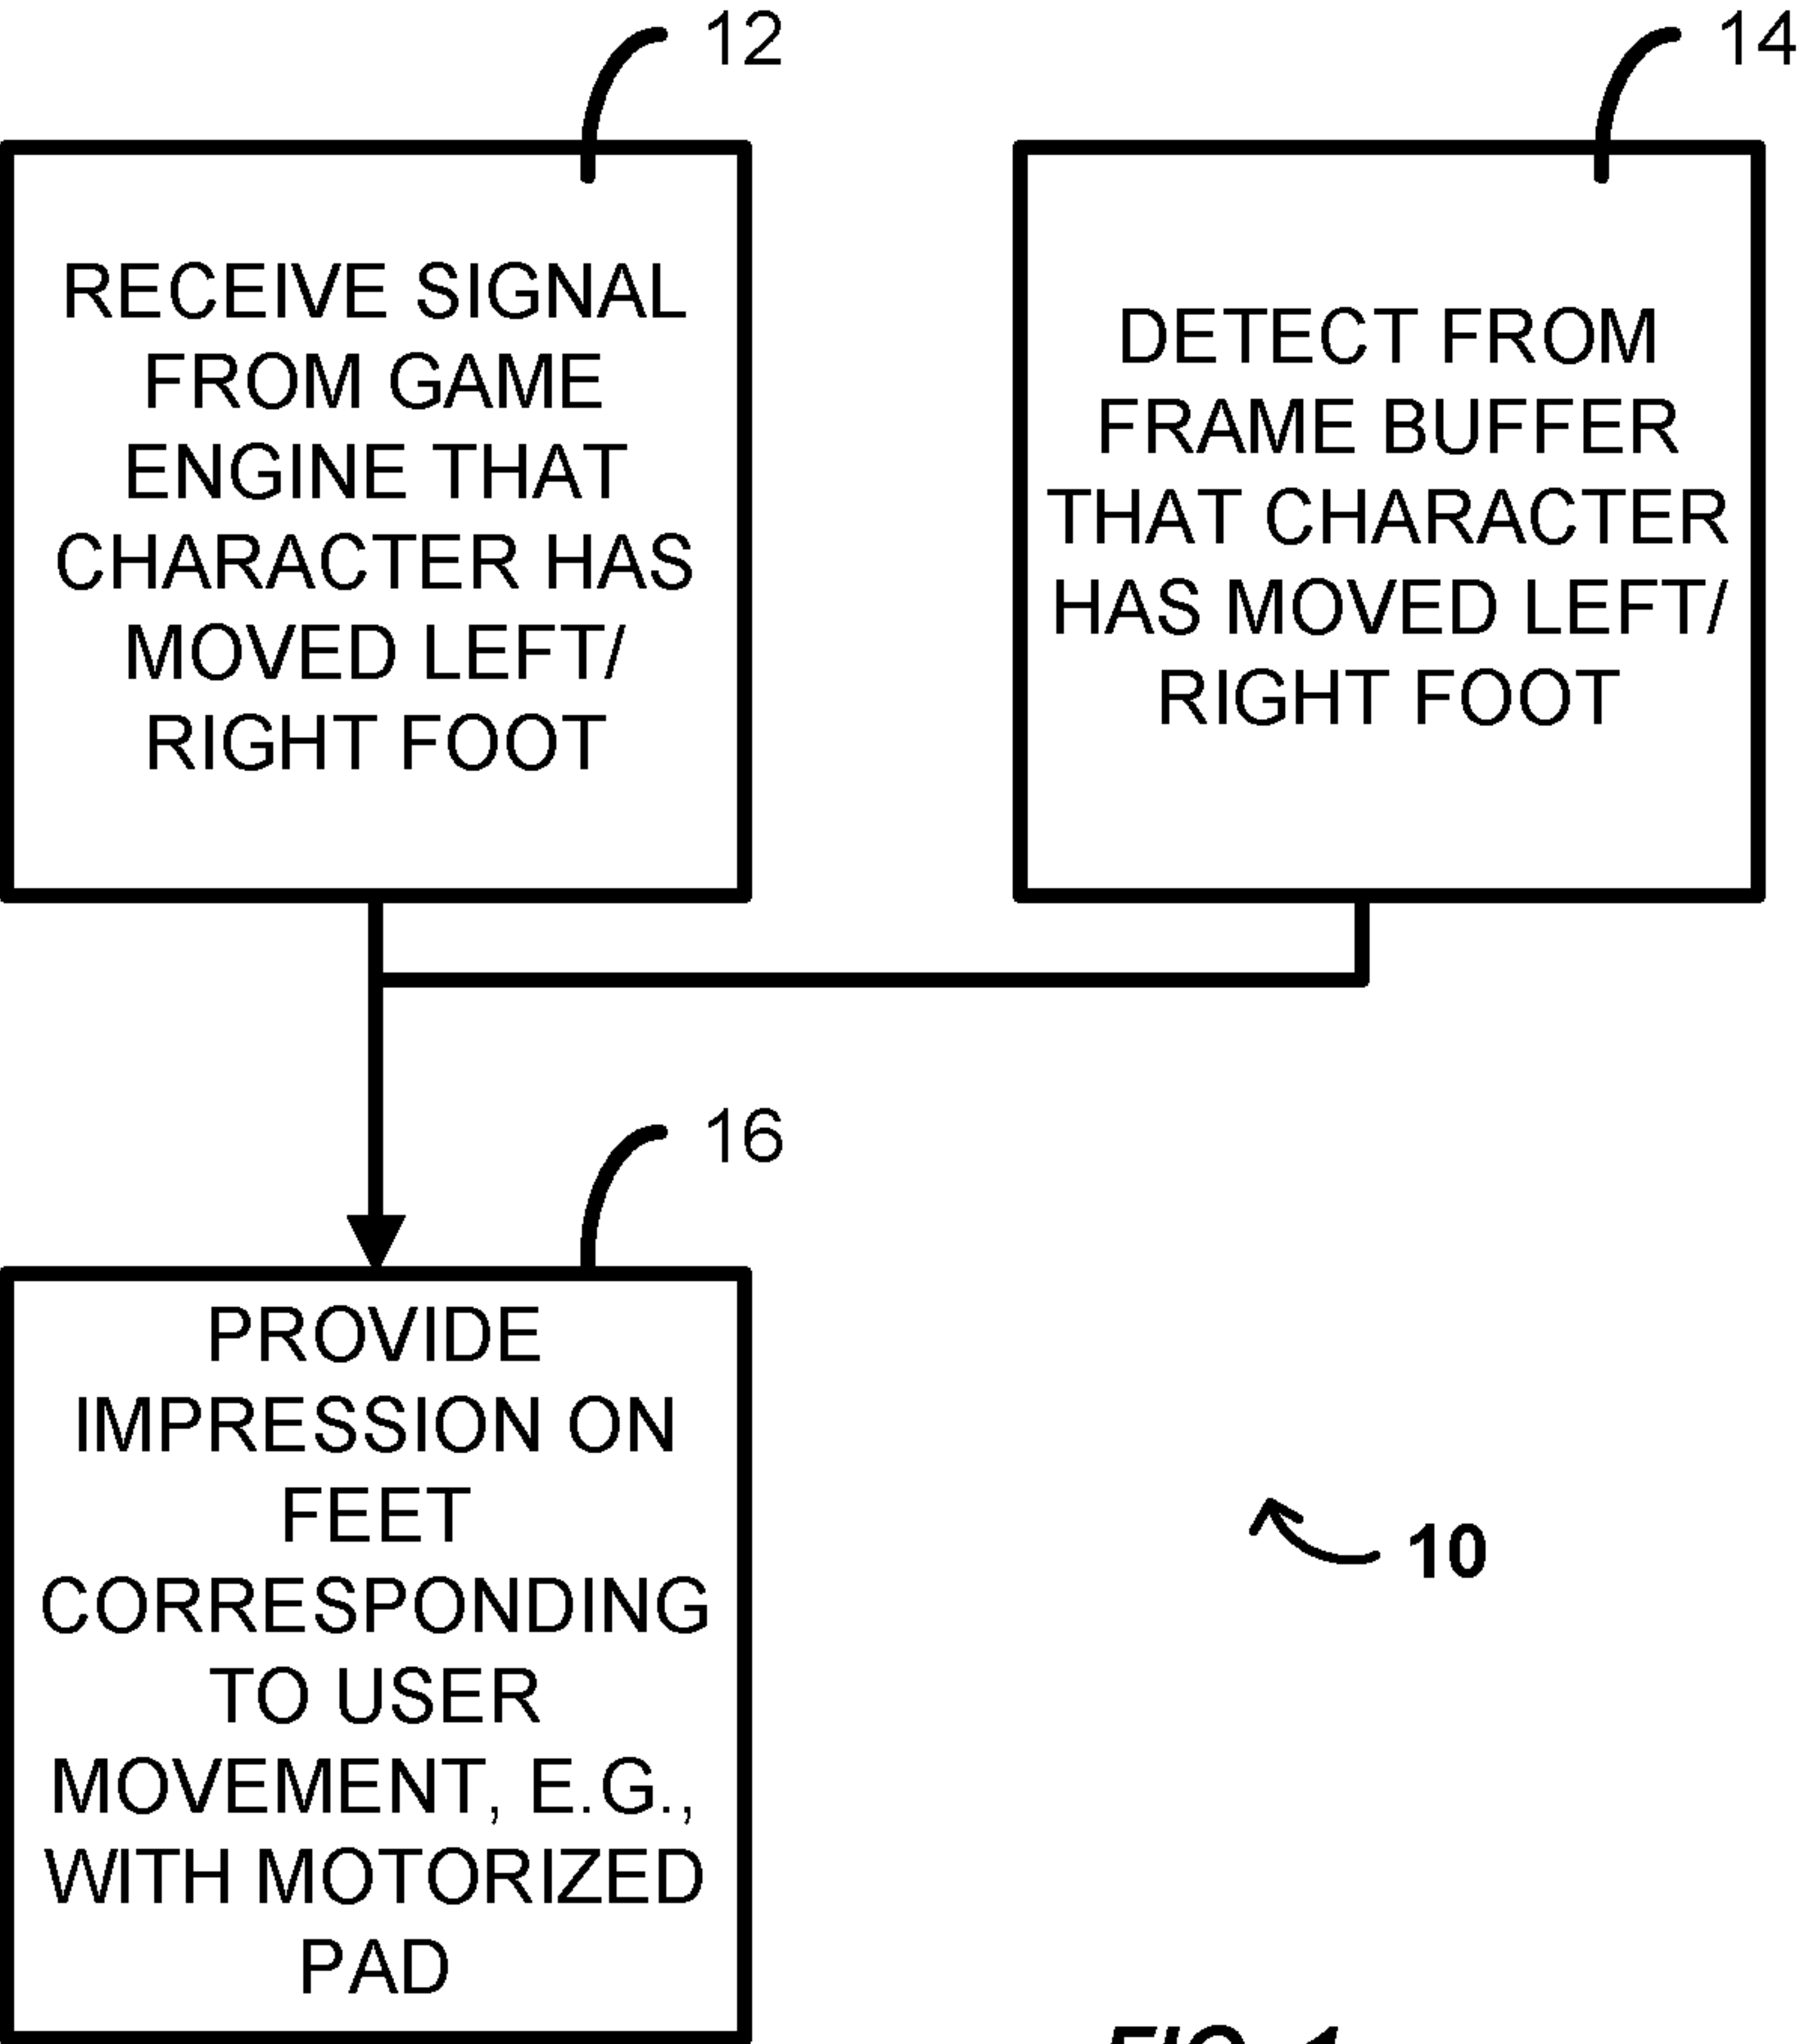 12
RECEIVE SIGNAL
FROM GAME
ENGINE THAT
CHARACTER HAS
MOVED LEFT/
RIGHT FOOT
14
DETECT FROM
FRAME BUFFER
THAT CHARACTER
HAS MOVED LEFT/
RIGHT FOOT
16
PROVIDE
IMPRESSION ON
FEET
CORRESPONDING
TO USER
MOVEMENT, E.G.,
WITH MOTORIZED
PAD
10
FIG. 1